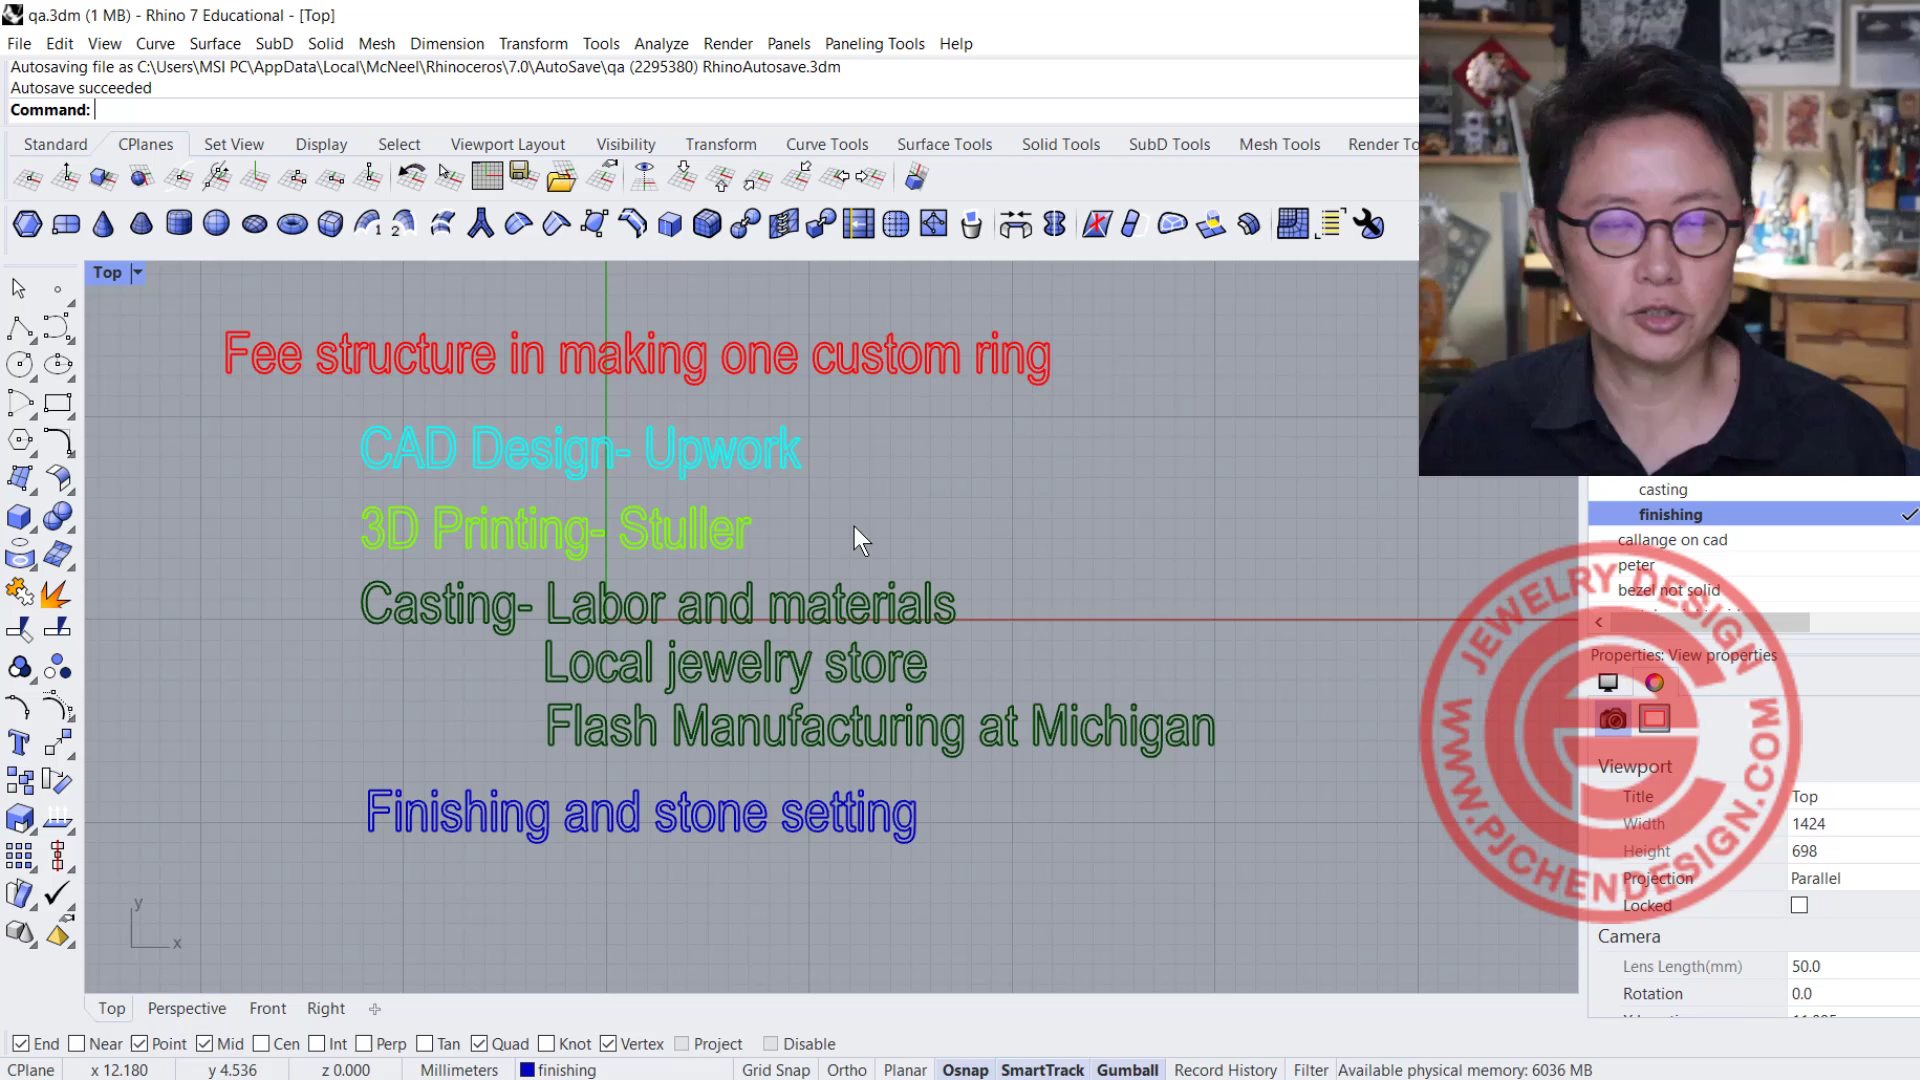 qa.3dm (1 MB) - Rhino 7 Educational - [Top]
File Edit View Curve Surface SubD Solid Mesh Dimension Transform Tools Analyze Render Panels Paneling Tools Help
Autosaving file as C:\Users\MSI PC\AppData\Local\McNeel\Rhinoceros\7.0\AutoSave\qa (2295380) RhinoAutosave.3dm
Autosave succeeded
Command:
Standard CPlanes Set View Display Select Viewport Layout Visibility Transform Curve Tools Surface Tools Solid Tools SubD Tools Mesh Tools Render To
Top
Fee structure in making one custom ring
CAD Design- Upwork
3D Printing- Stuller
Casting- Labor and materials
Local jewelry store
Flash Manufacturing at Michigan
Finishing and stone setting
y
x
casting
finishing
callange on cad
peter
bezel not solid
Properties: View properties
Viewport
Title Top
Width 1424
Height 698
Projection Parallel
Locked
Camera
Lens Length(mm) 50.0
Rotation 0.0
JEWELRY DESIGN
WWW.PJCHENDESIGN.COM
Top Perspective Front Right
End Near Point Mid Cen Int Perp Tan Quad Knot Vertex Project Disable
CPlane x 12.180 y 4.536 z 0.000 Millimeters finishing Grid Snap Ortho Planar Osnap SmartTrack Gumball Record History Filter Available physical memory: 6036 MB